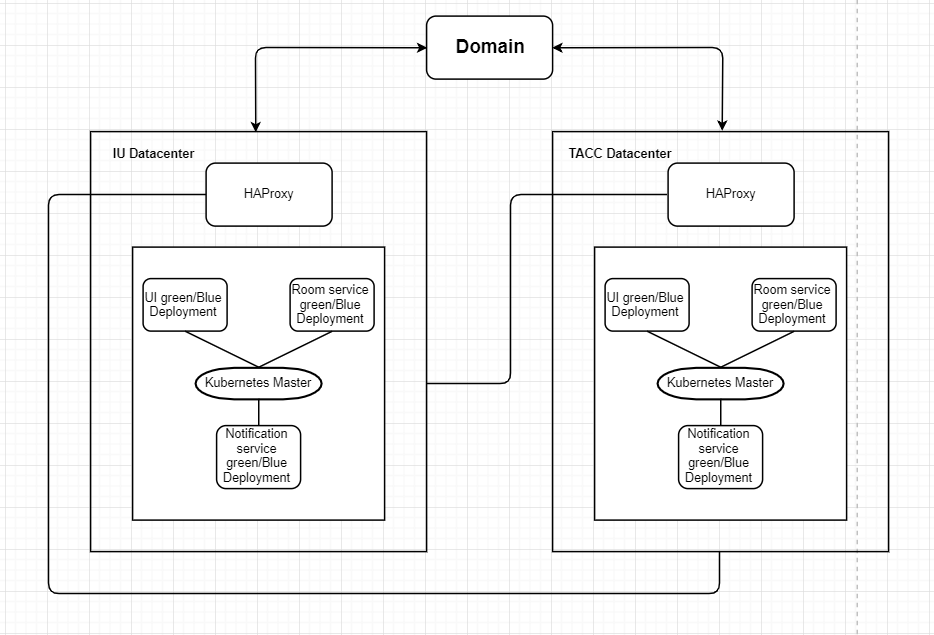 Domain
IU Datacenter
HAProxy
UI green/Blue
Deployment
Room service
green/Blue
Deployment
Kubernetes Master
Notification
service
green/Blue
Deployment
TACC Datacenter
HAProxy
UI green/Blue
Deployment
Room service
green/Blue
Deployment
Kubernetes Master
Notification
service
green/Blue
Deployment